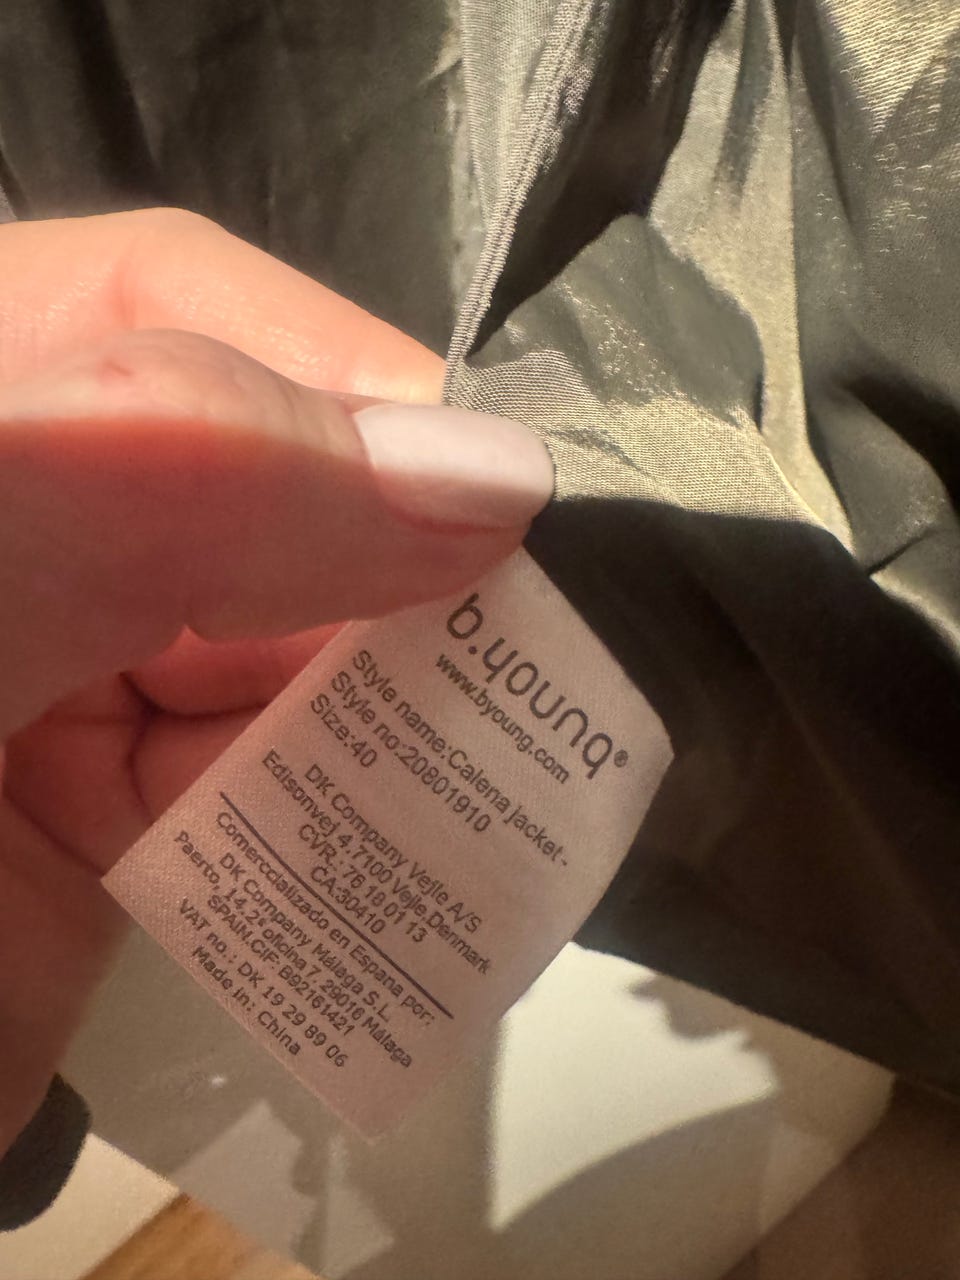 b.young®
www.byoung.com
Style name:Calena jacket -
Style no:20801910
Size:40
DK Company Vejle A/S
Edisonvej 4,7100 Vejle,Denmark
CVR.: 76 18 01 13
CA:30410
Comercdalizado en Espana por:
DK Company Málaga S.L.
Paerto, 14.2ª oficina 7. 29016 Málaga
SPAIN.CIF B92161421
VAT no.: DK 19 29 89 06
Made in.: China